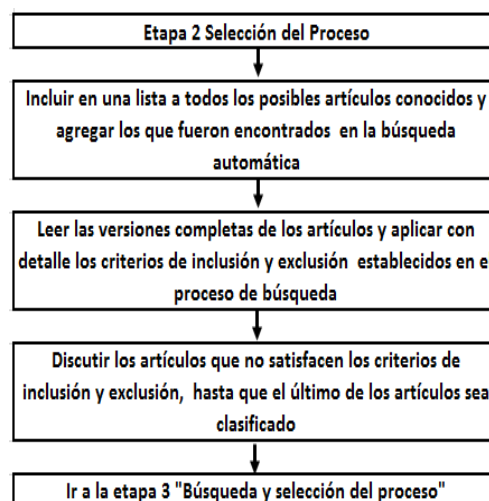 Etapa 2 Selección del Proceso
Incluir en una lista a todos los posibles artículos conocidos y
agregar los que fueron encontrados en la búsqueda
automática
Leer las versiones completas de los artículos y aplicar con
detalle los criterios de inclusión y exclusión establecidos en e
proceso de búsqueda
Discutir los artículos que no satisfacen los criterios de
inclusión y exclusión, hasta que el último de los artículos sea
clasificado
Ir a la etapa 3 "Búsqueda y selección del proceso"